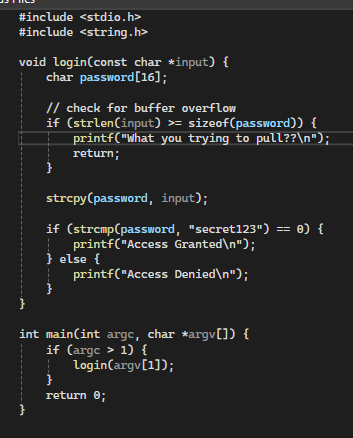 #include <stdio.h>
#include <string.h>
void login(const char *input) {
char password[16];
// check for buffer overflow
if (strlen(input) >= sizeof(password)) {
printf("What you trying to pull??\n");
return;
}
strcpy(password, input);
if (strcmp(password, "secret123") == 0) {
printf("Access Granted\n");
} else {
printf("Access Denied\n");
}
}
int main(int argc, char *argv[]) {
if (argc > 1) {
login(argv[1]);
}
return 0;
}